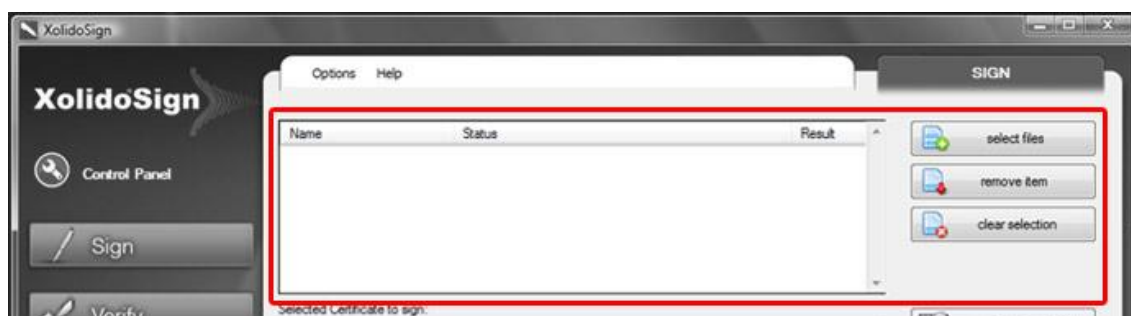 XolidoSign
Options Help
SIGN
XolidoSign
Name Status Result
select files
Control Panel
remove item
clear selection
Sign
Verify
Selected Certificate to sign: